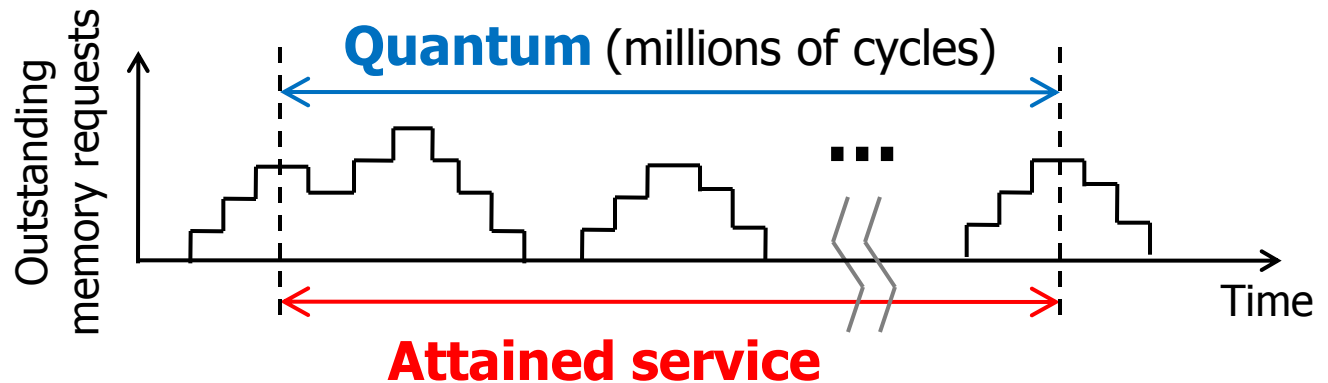 Quantum (millions of cycles)
Outstanding
memory requests
...
Time
Attained service